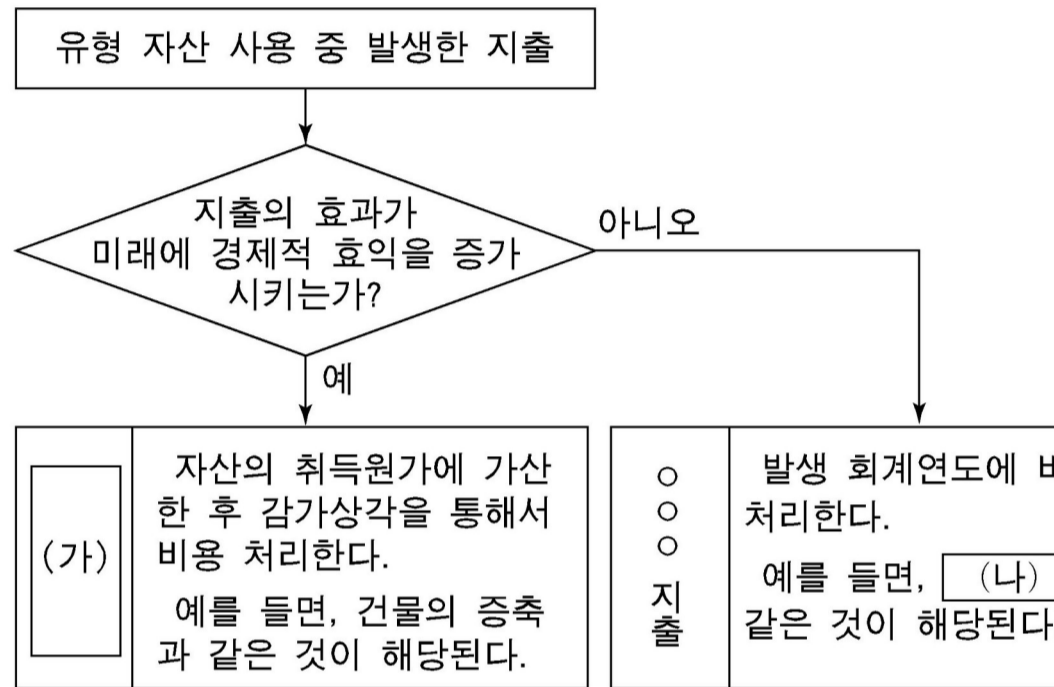 유형 자산 사용 중 발생한 지출
지출의 효과가
미래에 경제적 효익을 증가
시키는가?
아니오
예
(가)
자산의 취득원가에 가산
한 후 감가상각을 통해서
비용 처리한다.
예를 들면, 건물의 증축
과 같은 것이 해당된다.
○
○
○
지
출
발생 회계연도에
처리한다.
예를 들면, (나)
같은 것이 해당된다